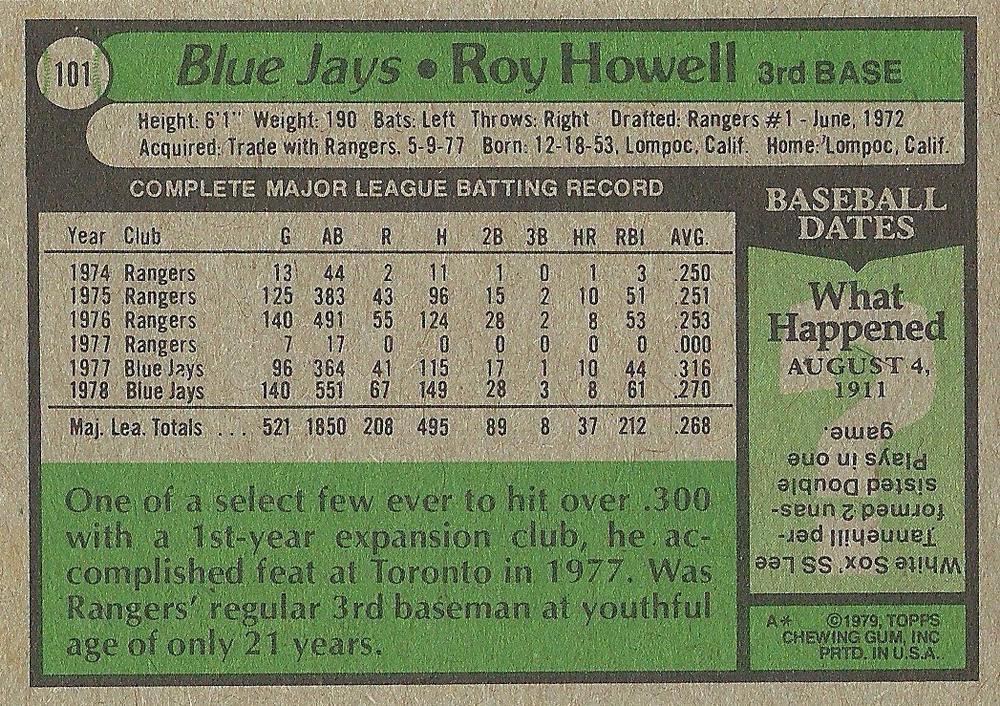 101
Blue Jays • Roy Howell 3rd BASE
Height: 6'1" Weight: 190 Bats: Left Throws: Right Drafted: Rangers #1 - June, 1972
Acquired: Trade with Rangers, 5-9-77 Born: 12-18-53, Lompoc, Calif. Home: Lompoc, Calif.
COMPLETE MAJOR LEAGUE BATTING RECORD
Year Club G AB R H 2B 3B HR RBI AVG.
1974 Rangers 13 44 2 11 1 0 1 3 .250
1975 Rangers 125 383 43 96 15 2 10 51 .251
1976 Rangers 140 491 55 124 28 2 8 53 .253
1977 Rangers 7 17 0 0 0 0 0 0 .000
1977 Blue Jays 96 364 41 115 17 1 10 44 .316
1978 Blue Jays 140 551 67 149 28 3 8 61 .270
Maj. Lea. Totals ... 521 1850 208 495 89 8 37 212 .268
One of a select few ever to hit over .300
with a 1st-year expansion club, he ac-
complished feat at Toronto in 1977. Was
Rangers' regular 3rd baseman at youthful
age of only 21 years.
BASEBALL
DATES
What
Happened
AUGUST 4,
1911
White Sox' SS Lee
Tannehill per-
formed 2 unas-
sisted Double
Plays in one
game.
A* ©1979, TOPPS
CHEWING GUM, INC
PRTD. IN U.S.A.